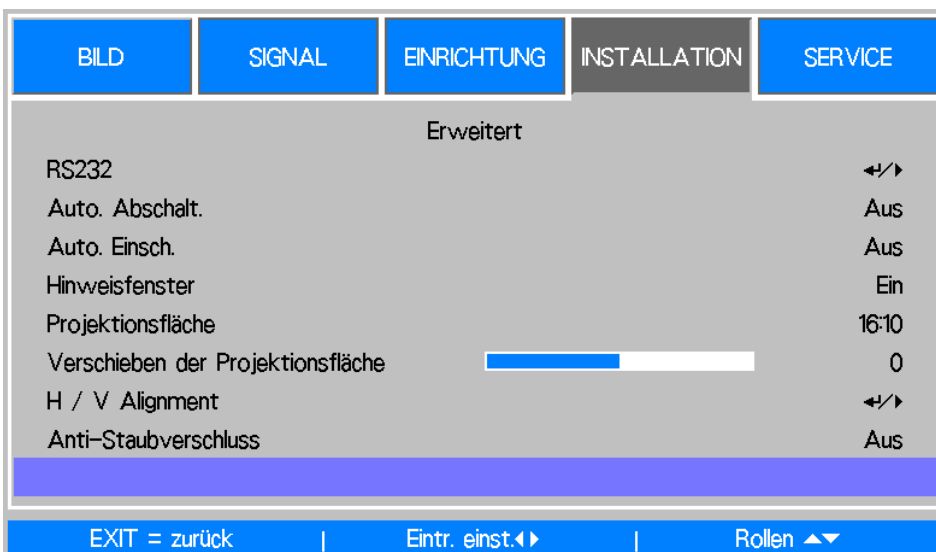 BILD SIGNAL EINRICHTUNG INSTALLATION SERVICE
Erweitert
RS232 ↵/▶
Auto. Abschalt. Aus
Auto. Einsch. Aus
Hinweisfenster Ein
Projektionsfläche 16:10
Verschieben der Projektionsfläche 0
H / V Alignment ↵/▶
Anti-Staubverschluss Aus
EXIT = zurück | Eintr. einst.◀▶ | Rollen ▲▼